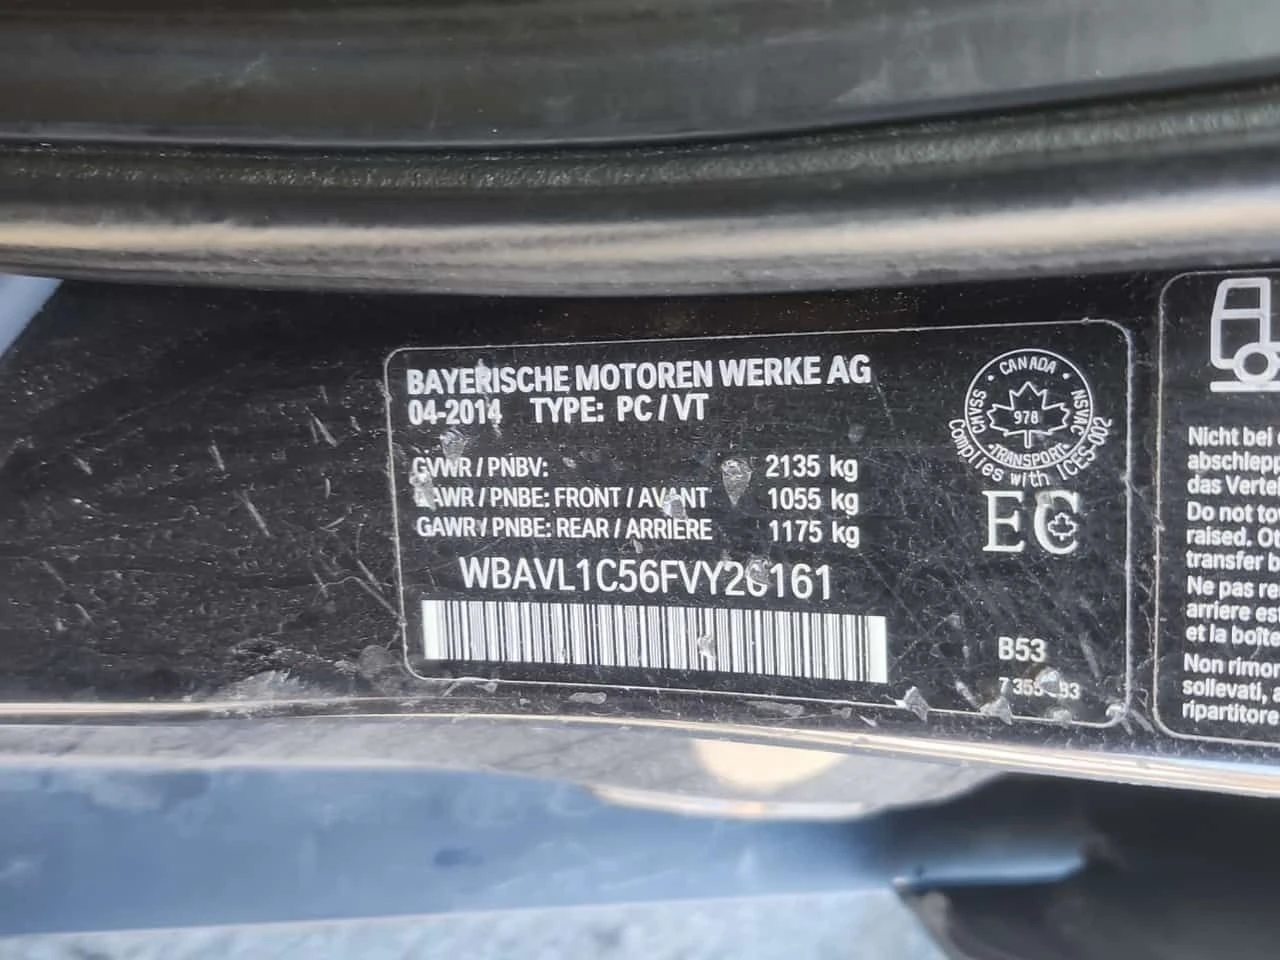 BAYERISCHE MOTOREN WERKE AG
04-2014 TYPE: PC / VT
GVWR / PNBV: 2135 kg
GAWR / PNBE: FRONT / AVANT 1055 kg
GAWR / PNBE: REAR / ARRIERE 1175 kg
WBAVL1C56FVY26161
CANADA
CMVSS NSVAC
978
TRANSPORT
Complies with ICES-002
EC
B53
Nicht bei
abschlepp
das Verte
Do not to
raised. Ot
transfer b
Ne pas re
arriere es
et la boîte
Non rimor
sollevati, a
ripartitore